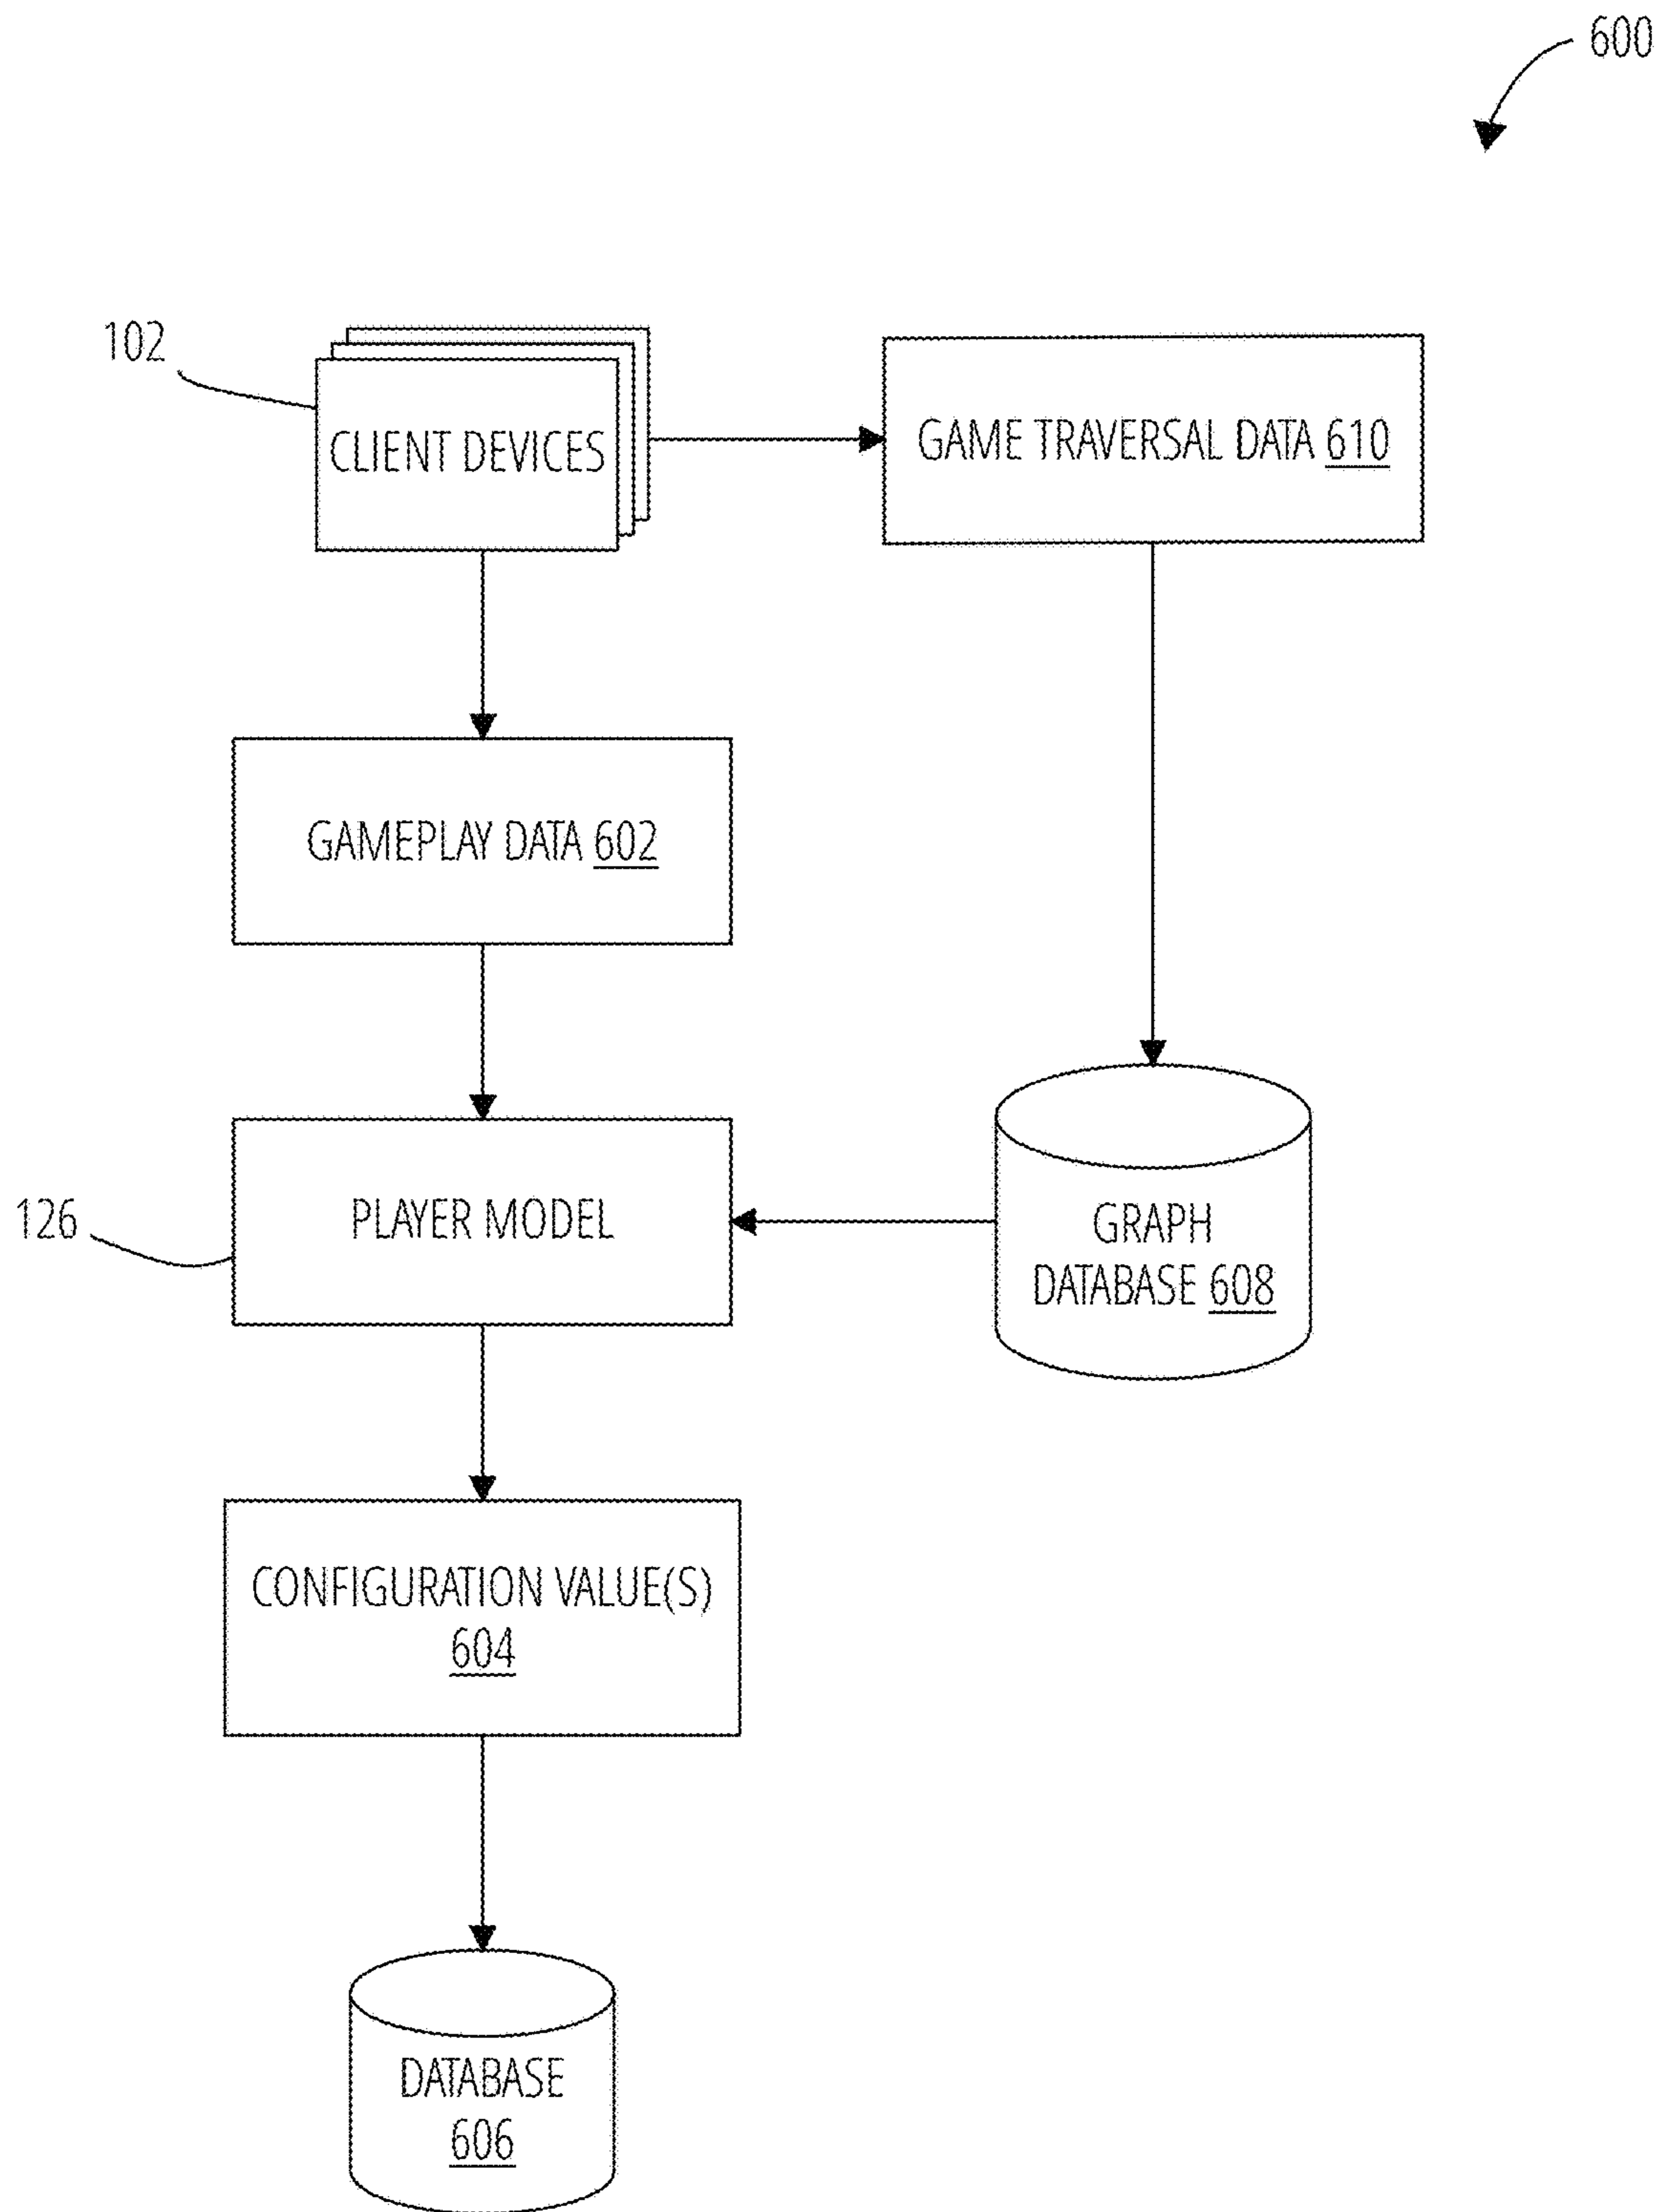 600
102
CLIENT DEVICES
GAME TRAVERSAL DATA 610
GAMEPLAY DATA 602
126
PLAYER MODEL
GRAPH
DATABASE 608
CONFIGURATION VALUE(S)
604
DATABASE
606